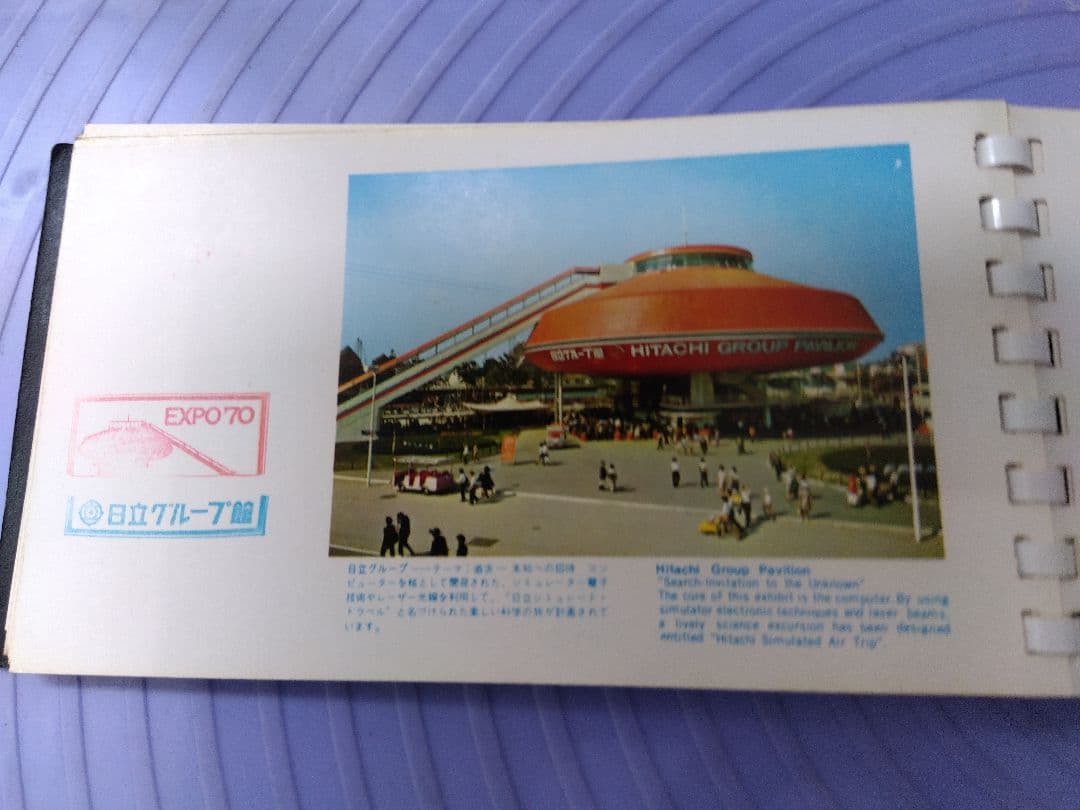 EXPO'70
日立グループ館
日立グループ館 HITACHI GROUP PAVILION
日立グループ——テーマ：追求— 未知への招待 コン
ピューターを核として開発された、シミュレーター電子
技術やレーザー光線を利用して、"日立シミュレーテド・
トラベル"と名づけられた楽しい科学の旅が計画されて
います。
Hitachi Group Pavilion
"Search-Invitation to the Unknown"
The core of this exhibit is the computer. By using
simulator electronic techniques and laser beams,
a lively science excursion has been designed
entitled "Hitachi Simulated Air Trip".